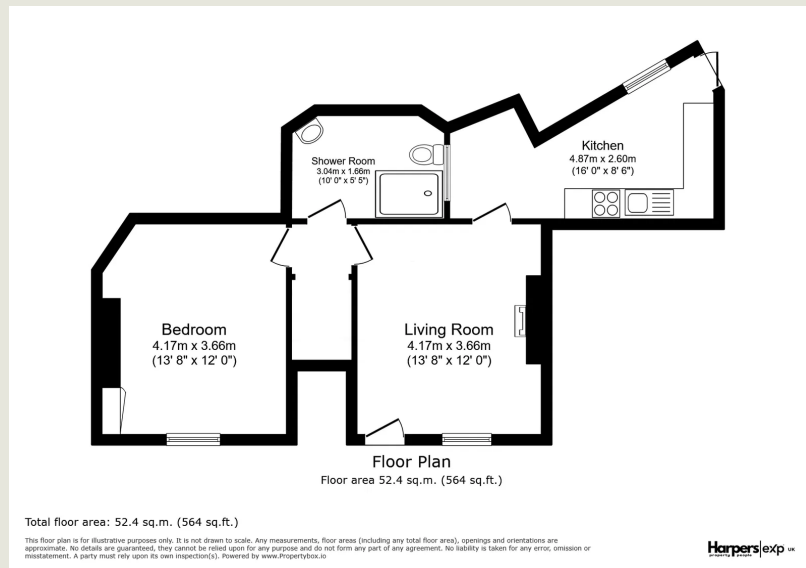 Shower Room
3.04m x 1.66m
(10' 0" x 5' 5")
Kitchen
4.87m x 2.60m
(16' 0" x 8' 6")
Bedroom
4.17m x 3.66m
(13' 8" x 12' 0")
Living Room
4.17m x 3.66m
(13' 8" x 12' 0")
Floor Plan
Floor area 52.4 sq.m. (564 sq.ft.)
Total floor area: 52.4 sq.m. (564 sq.ft.)
This floor plan is for illustrative purposes only. It is not drawn to scale. Any measurements, floor areas (including any total floor area), openings and orientations are
approximate. No details are guaranteed, they cannot be relied upon for any purpose and do not form any part of any agreement. No liability is taken for any error, omission or
misstatement. A party must rely upon its own inspection(s). Powered by www.Propertybox.io
Harpers|exp UK
property people